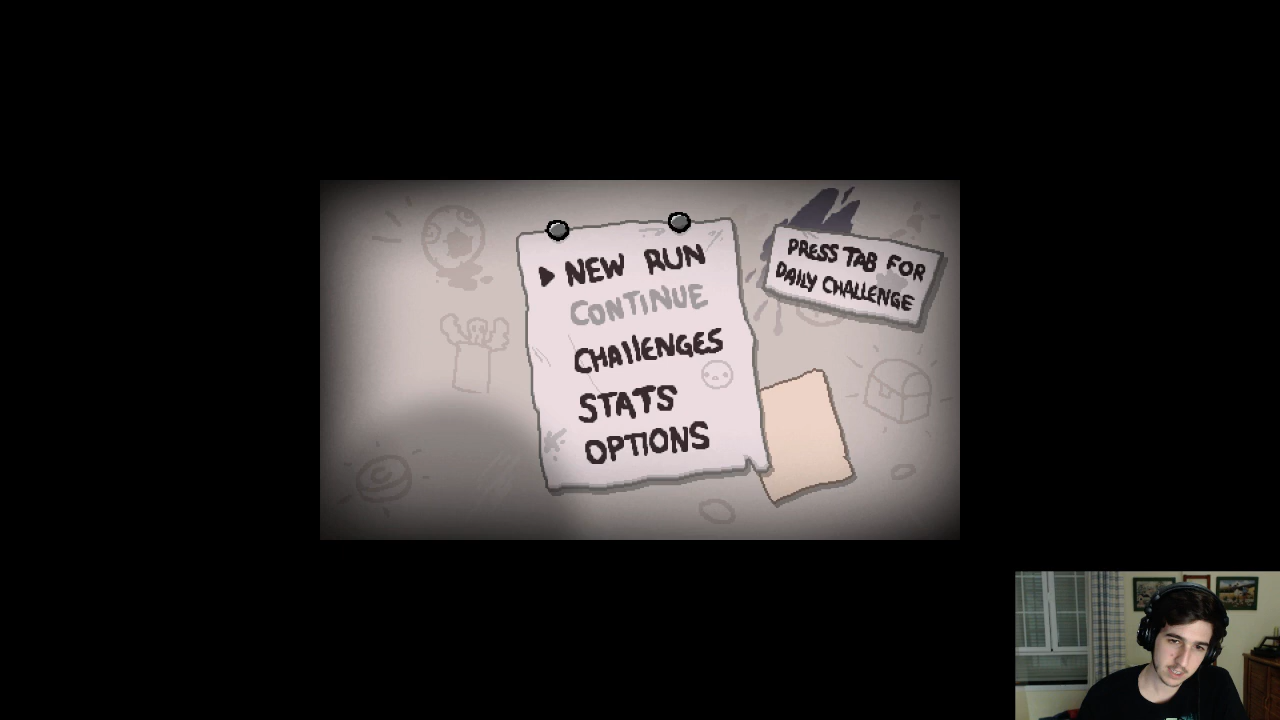 NEW RUN
CONTINUE
CHALLENGES
STATS
OPTIONS
PRESS TAB FOR
DAILY CHALLENGE